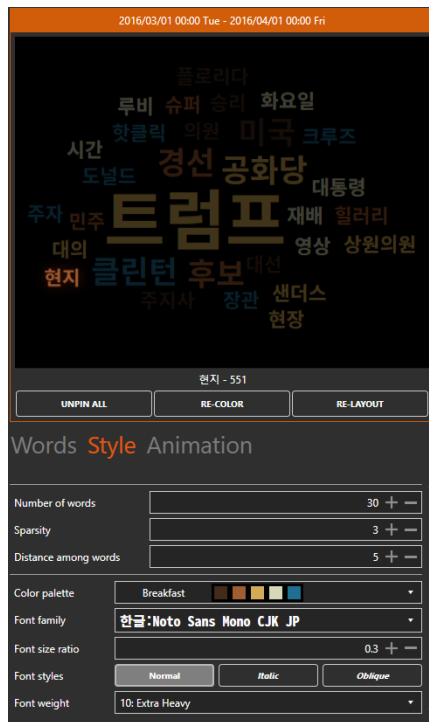 2016/03/01 00:00 Tue - 2016/04/01 00:00 Fri
플로리다
루비 슈퍼 승리 화요일
핫클릭 의원 미국 크루즈
시간 경선 공화당
도널드 대통령
주자 민주 트럼프 재배 힐러리
대의 영상 상원의원
현지 클린턴 후보 대선
주지사 장관 샌더스
현장
현지 - 551
UNPIN ALL RE-COLOR RE-LAYOUT
Words Style Animation
Number of words 30 + −
Sparsity 3 + −
Distance among words 5 + −
Color palette Breakfast
Font family 한글:Noto Sans Mono CJK JP
Font size ratio 0.3 + −
Font styles Normal Italic Oblique
Font weight 10: Extra Heavy